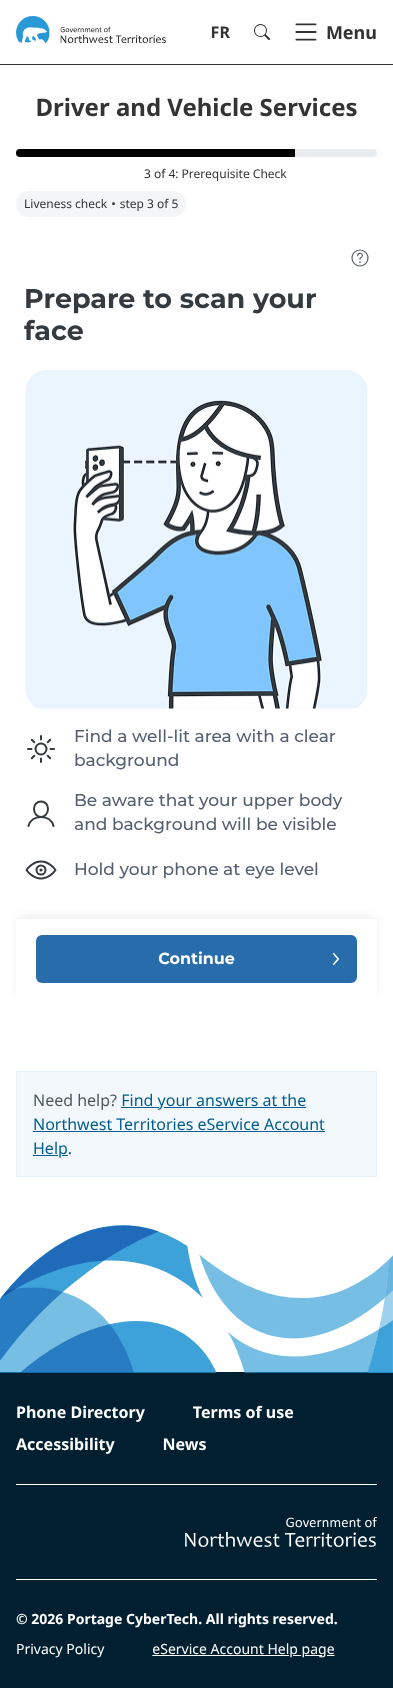 Government of
Northwest Territories
FR
Menu
Driver and Vehicle Services
3 of 4: Prerequisite Check
Liveness check • step 3 of 5
Prepare to scan your
face
Find a well-lit area with a clear
background
Be aware that your upper body
and background will be visible
Hold your phone at eye level
Continue
Need help? Find your answers at the
Northwest Territories eService Account
Help.
Phone Directory
Terms of use
Accessibility
News
Government of
Northwest Territories
© 2026 Portage CyberTech. All rights reserved.
Privacy Policy
eService Account Help page